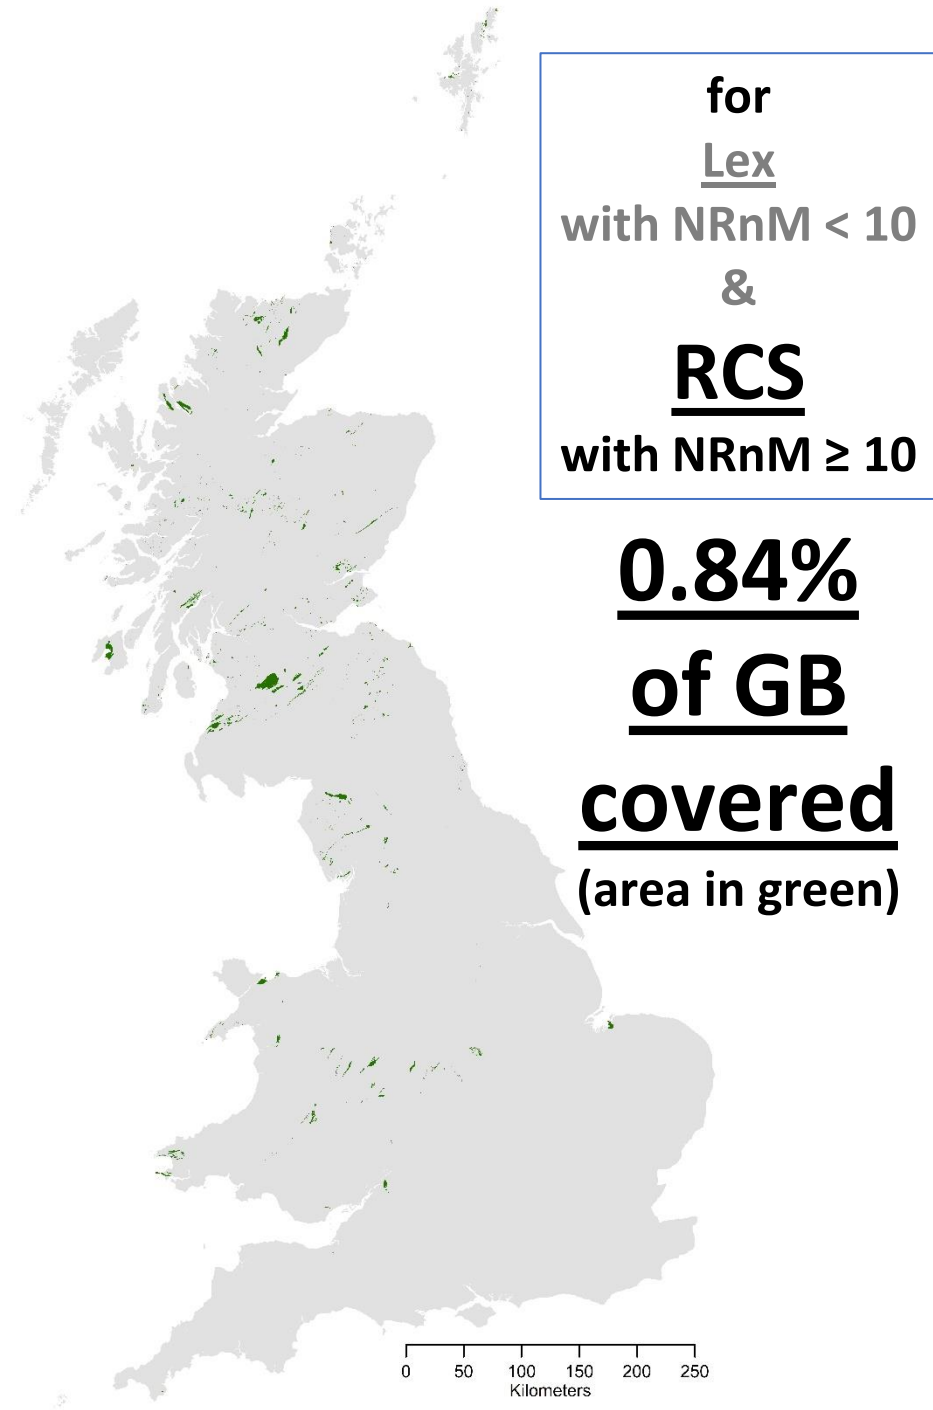 for
Lex
with NRnM < 10
&
RCS
with NRnM ≥ 10
0.84%
of GB
covered
(area in green)
0 50 100 150 200 250
Kilometers